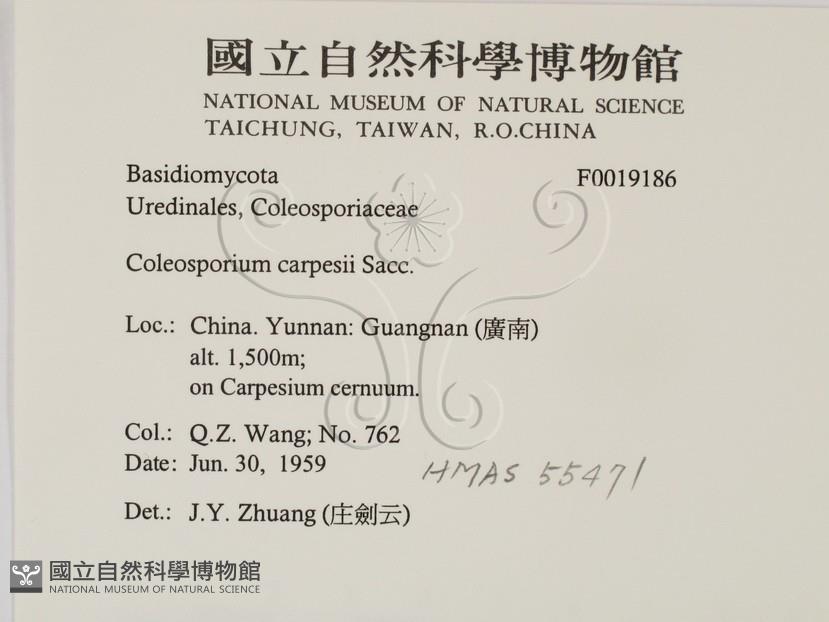 國立自然科學博物館
NATIONAL MUSEUM OF NATURAL SCIENCE
TAICHUNG, TAIWAN, R.O.CHINA
Basidiomycota F0019186
Uredinales, Coleosporiaceae
Coleosporium carpesii Sacc.
Loc.: China. Yunnan: Guangnan (廣南)
alt. 1,500m;
on Carpesium cernuum.
Col.: Q.Z. Wang; No. 762
Date: Jun. 30, 1959
HMAS 55471
Det.: J.Y. Zhuang (庄劍云)
國立自然科學博物館
NATIONAL MUSEUM OF NATURAL SCIENCE